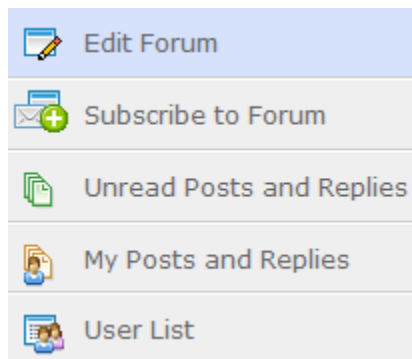 Edit Forum
Subscribe to Forum
Unread Posts and Replies
My Posts and Replies
User List